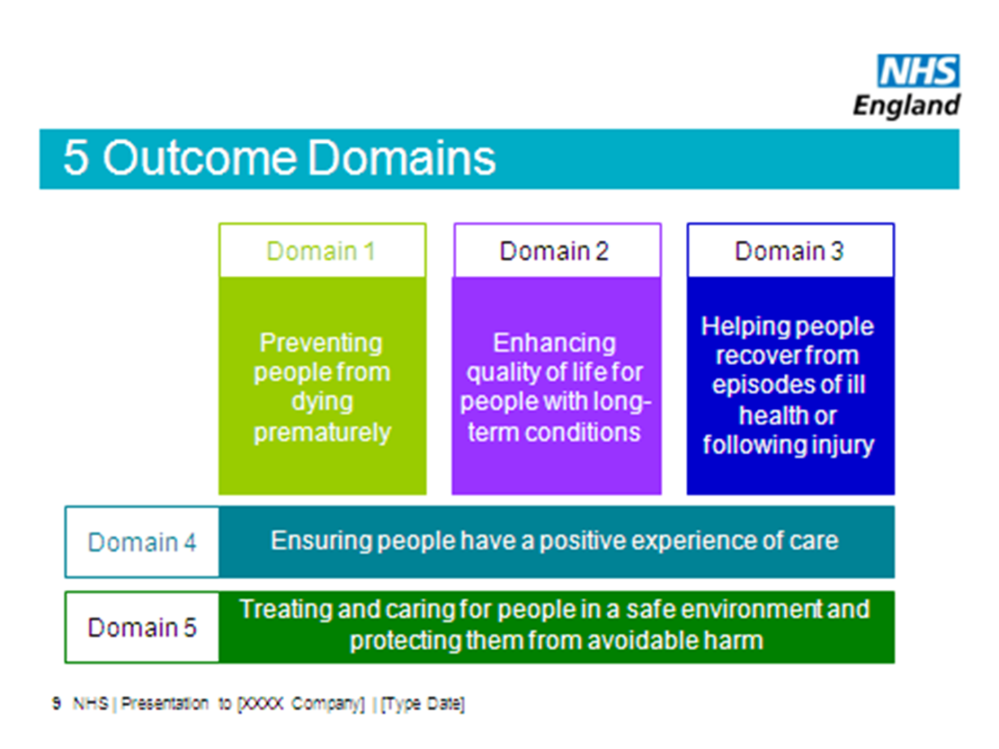 NHS
England
5 Outcome Domains
Domain 1
Preventing
people from
dying
prematurely
Domain 2
Enhancing
quality of life for
people with long-
term conditions
Domain 3
Helping people
recover from
episodes of ill
health or
following injury
Domain 4
Ensuring people have a positive experience of care
Domain 5
Treating and caring for people in a safe environment and
protecting them from avoidable harm
9 NHS | Presentation to [XXXX Company] | [Type Date]